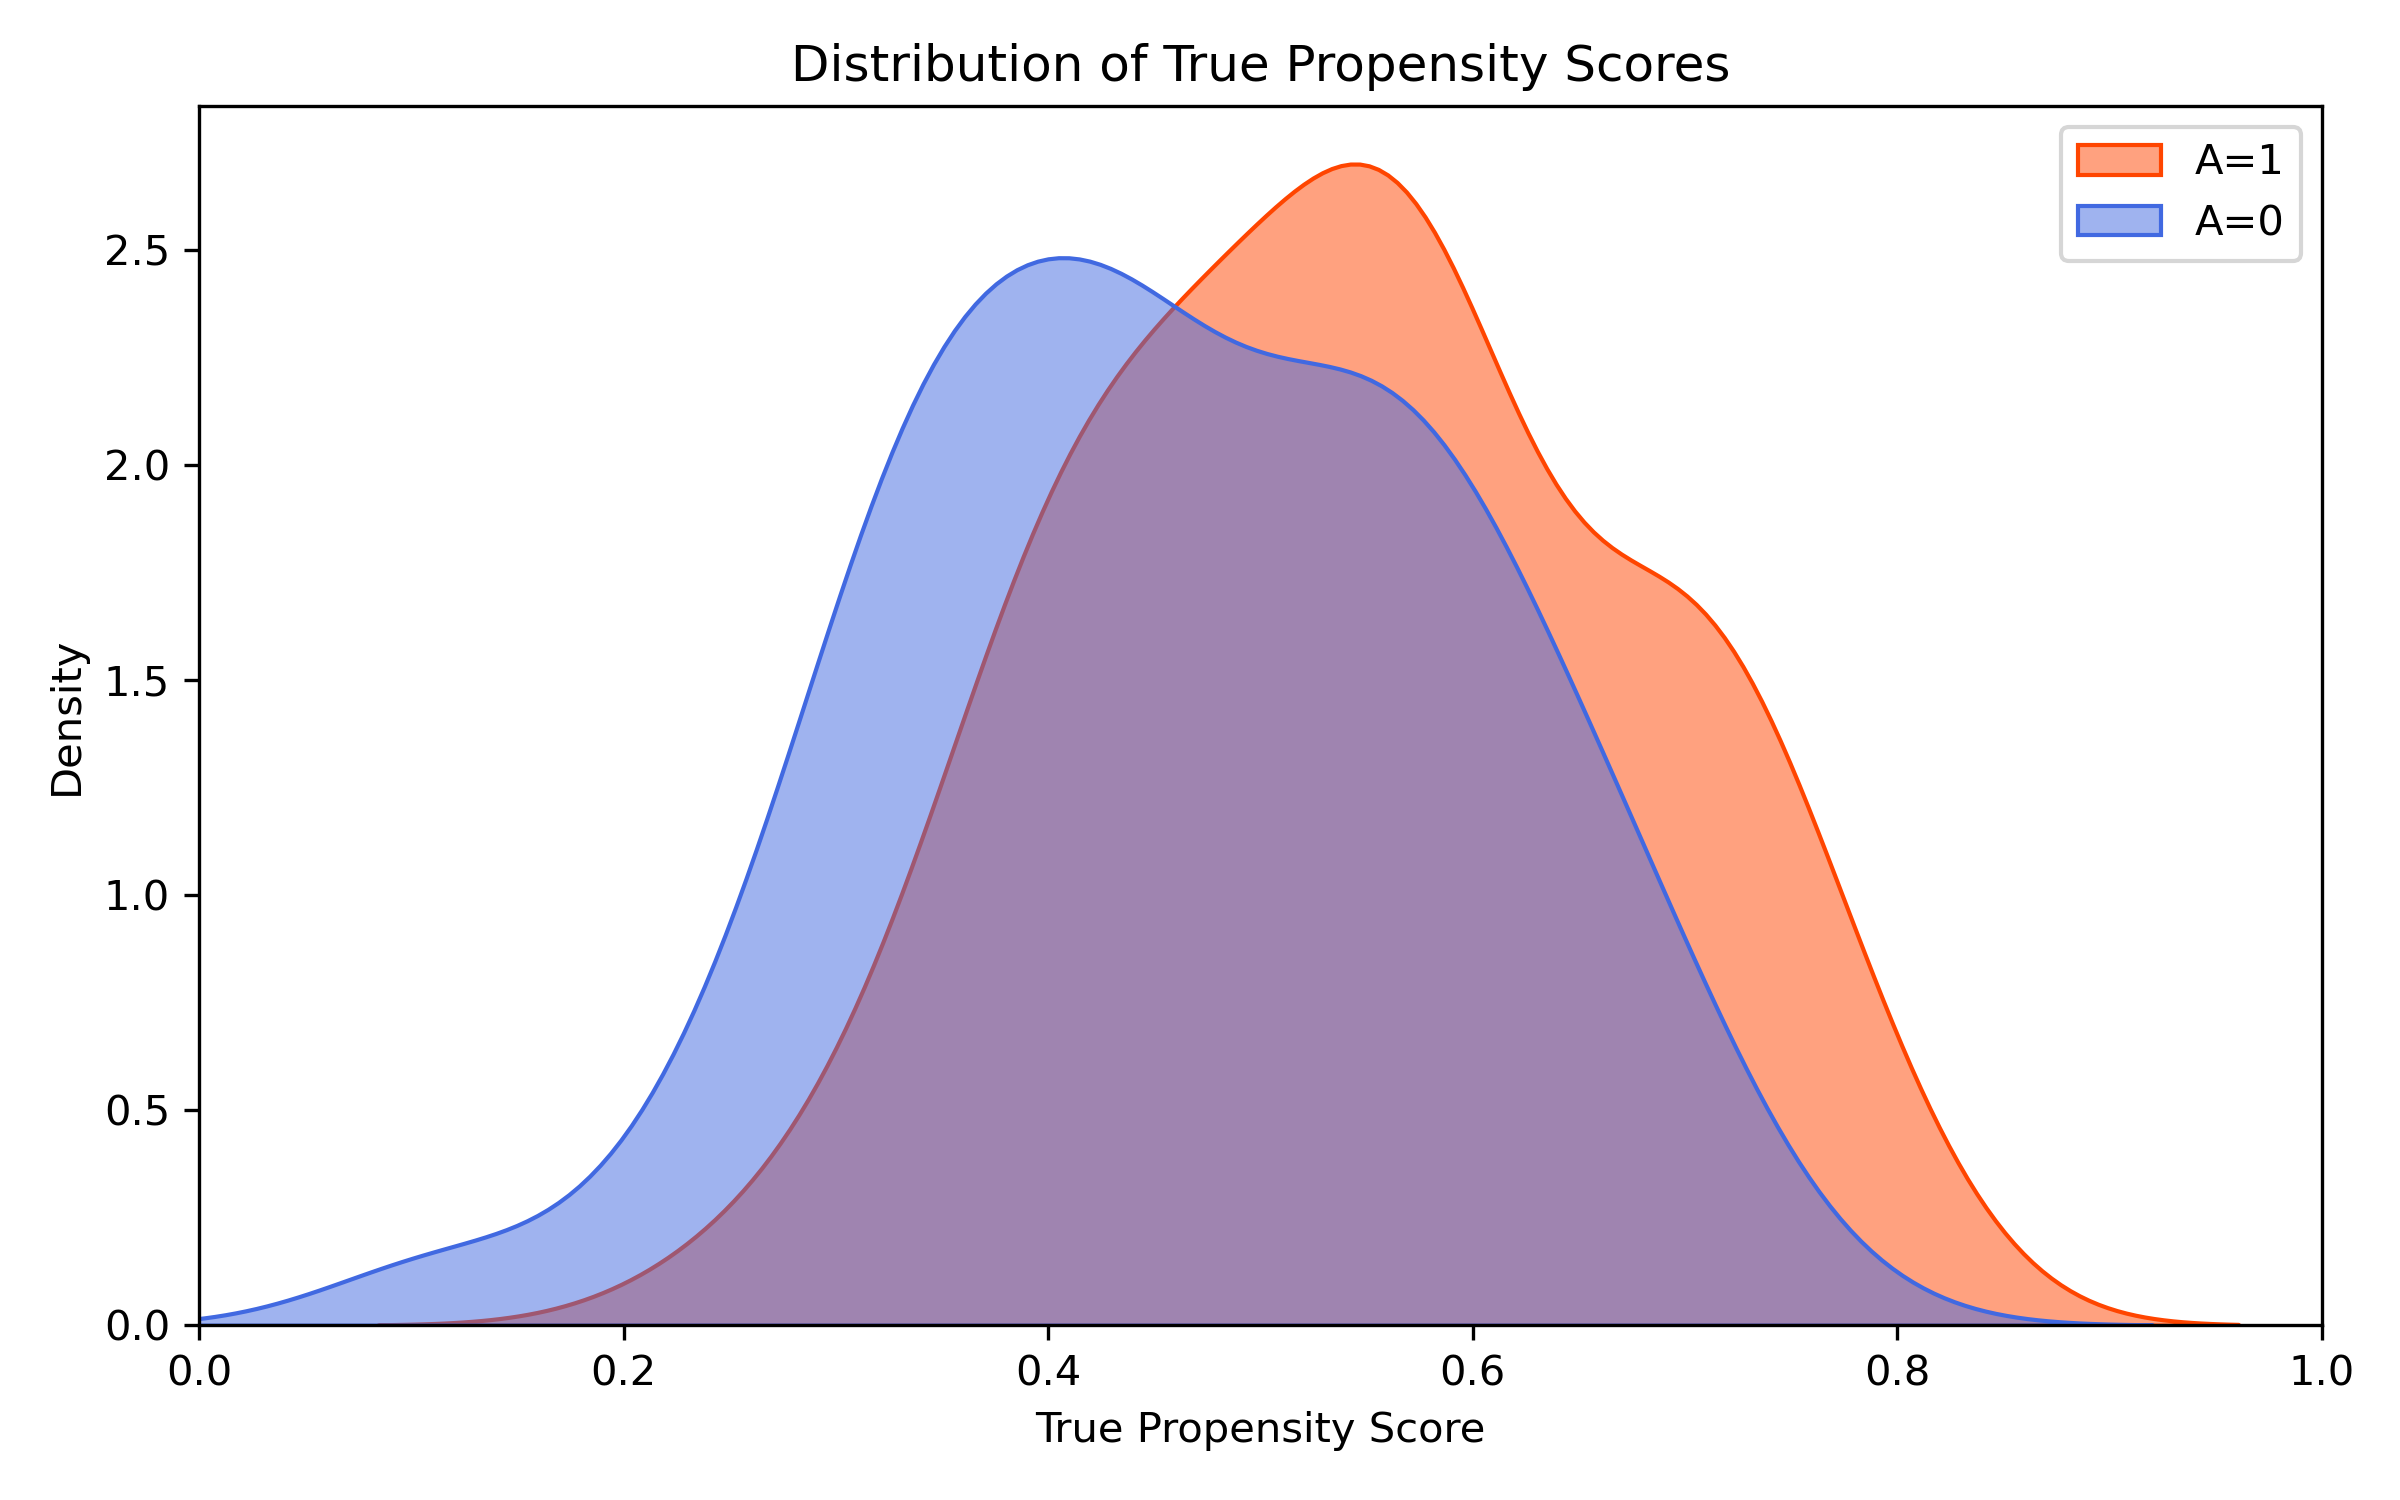 Distribution of True Propensity Scores
A=1
A=0
Density
2.5
2.0
1.5
1.0
0.5
0.0
0.0 0.2 0.4 0.6 0.8 1.0
True Propensity Score